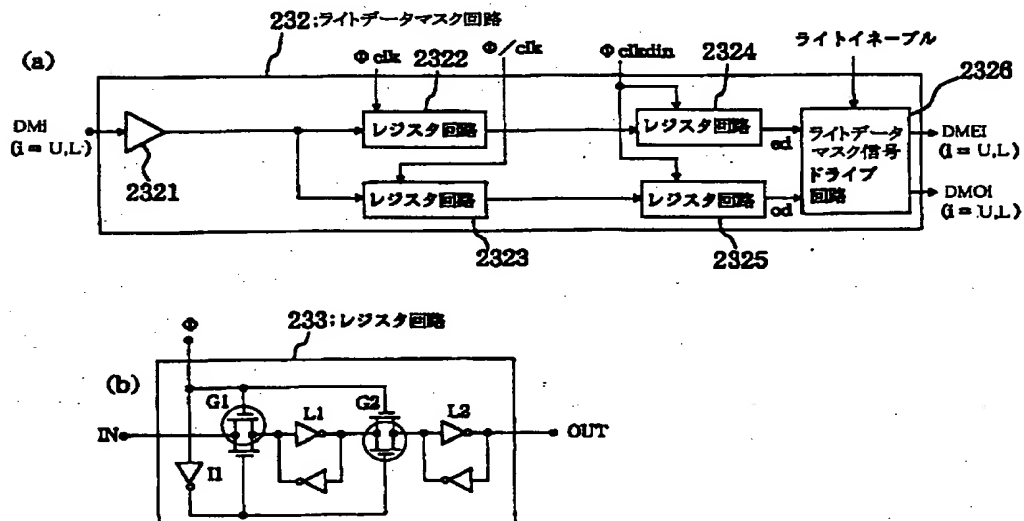 232:ライトデータマスク回路
(a)
Φclk
2322
Φ/clk
Φclkdin
2324
ライトイネーブル
2326
DMi
(i = U,L)
2321
レジスタ回路
レジスタ回路
ed
ライトデータ
マスク信号
ドライブ
回路
DMEI
(i = U,L)
レジスタ回路
2323
レジスタ回路
2325
od
DMOI
(i = U,L)
233:レジスタ回路
Φ
(b)
G1
L1
G2
L2
IN
OUT
I1